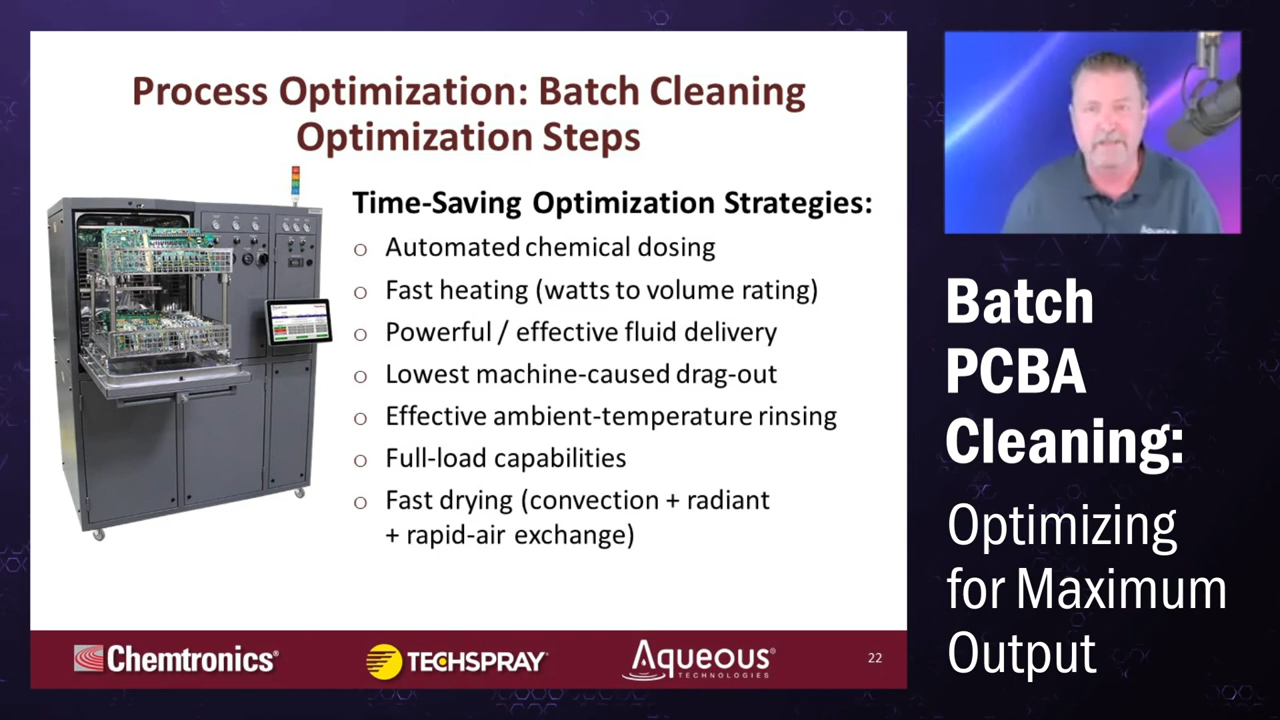 Process Optimization: Batch Cleaning
Optimization Steps
Time-Saving Optimization Strategies:
o Automated chemical dosing
o Fast heating (watts to volume rating)
o Powerful / effective fluid delivery
o Lowest machine-caused drag-out
o Effective ambient-temperature rinsing
o Full-load capabilities
o Fast drying (convection + radiant
+ rapid-air exchange)
Chemtronics®
TECHSPRAY®
Aqueous®
TECHNOLOGIES
22
Aqueous
Batch
PCBA
Cleaning:
Optimizing
for Maximum
Output